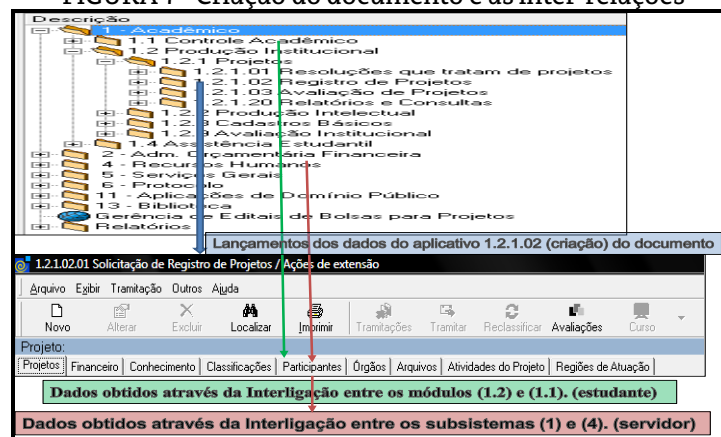 FIGURA 7 - Criação do documento e as inter-relações
Descrição
1 - Acadêmico
1.1 Controle Acadêmico
1.2 Produção Institucional
1.2.1 Projetos
1.2.1.01 Resoluções que tratam de projetos
1.2.1.02 Registro de Projetos
1.2.1.03 Avaliação de Projetos
1.2.1.20 Relatórios e Consultas
1.2.2 Produção Intelectual
1.2.8 Cadastros Básicos
1.2.9 Avaliação Institucional
1.4 Assistência Estudantil
2 - Adm. Orçamentária Financeira
4 - Recursos Humanos
5 - Serviços Gerais
6 - Protocolo
11 - Aplicações de Domínio Público
13 - Biblioteca
Gerência de Editais de Bolsas para Projetos
Relatórios
Lançamentos dos dados do aplicativo 1.2.1.02 (criação) do documento
1.2.1.02.01 Solicitação de Registro de Projetos / Ações de extensão
Arquivo Exibir Tramitação Outros Ajuda
Novo Alterar Excluir Localizar Imprimir Tramitações Tramitar Reclassificar Avaliações Curso
Projeto:
Projetos Financeiro Conhecimento Classificações Participantes Órgãos Arquivos Atividades do Projeto Regiões de Atuação
Dados obtidos através da Interligação entre os módulos (1.2) e (1.1). (estudante)
Dados obtidos através da Interligação entre os subsistemas (1) e (4). (servidor)